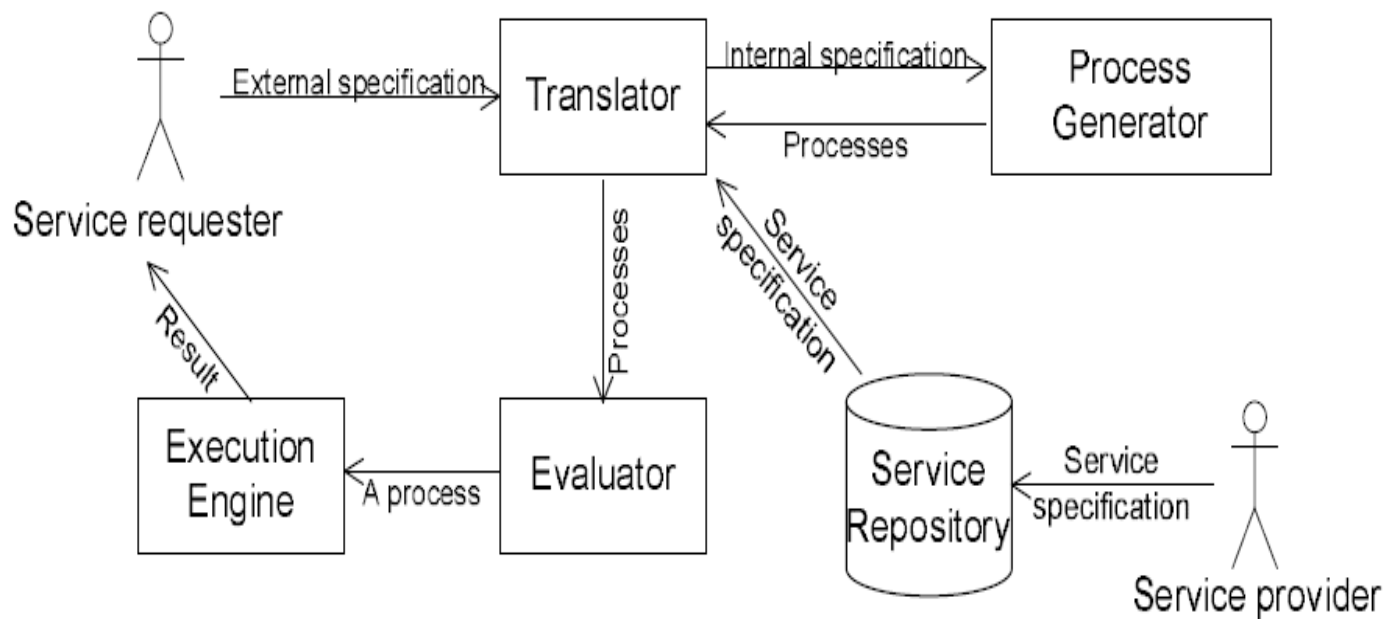 External specification
Translator
Internal specification
Process
Generator
Processes
Service requester
Processes
Service
specification
Result
Execution
Engine
A process
Evaluator
Service
Repository
Service
specification
Service provider